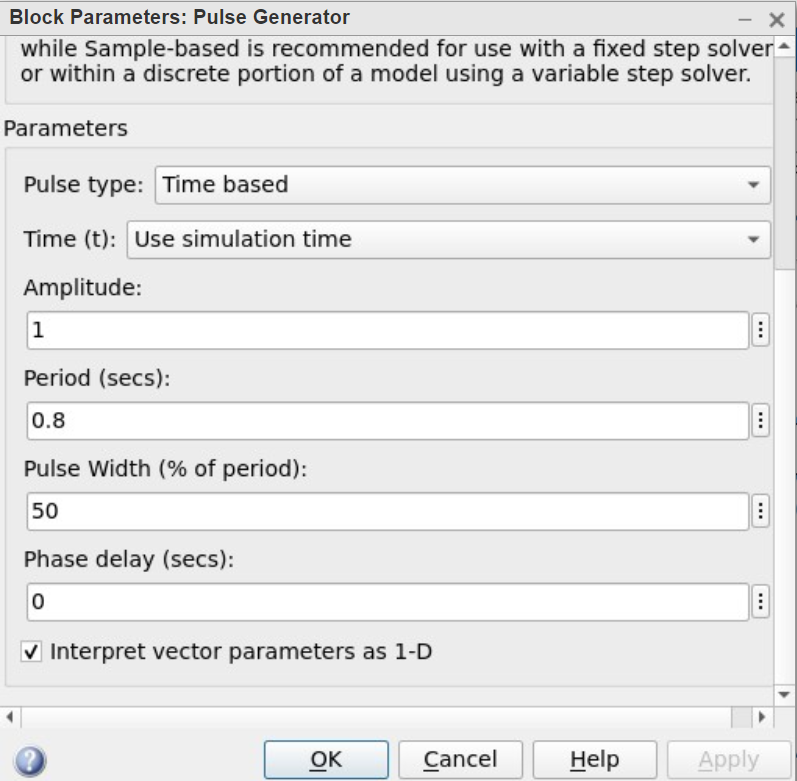 Block Parameters: Pulse Generator
while Sample-based is recommended for use with a fixed step solver
or within a discrete portion of a model using a variable step solver.
Parameters
Pulse type: Time based
Time (t): Use simulation time
Amplitude:
1
Period (secs):
0.8
Pulse Width (% of period):
50
Phase delay (secs):
0
Interpret vector parameters as 1-D
OK Cancel Help Apply